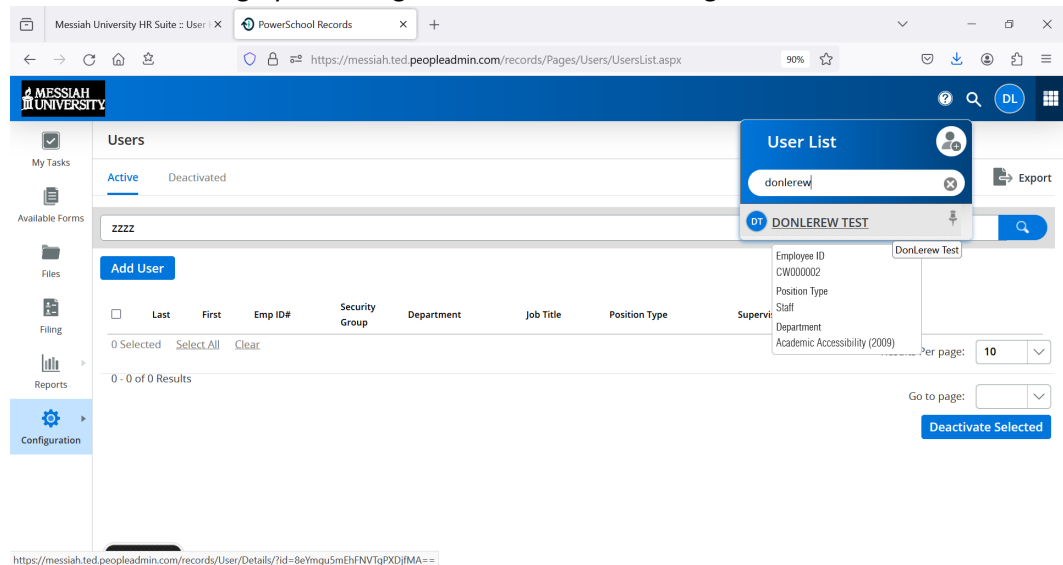 Messiah University HR Suite :: User
PowerSchool Records
https://messiah.ted.peopleadmin.com/records/Pages/Users/UsersList.aspx
90%
MESSIAH
UNIVERSITY
DL
My Tasks
Available Forms
Files
Filing
Reports
Configuration
Users
Active Deactivated
Export
zzzz
User List
donlerew
DT DONLEREW TEST
DonLerew Test
Employee ID
CW000002
Position Type
Staff
Department
Academic Accessibility (2009)
Add User
Last First Emp ID# Security Group Department Job Title Position Type
0 Selected Select All Clear
Per page: 10
0 - 0 of 0 Results
Go to page:
Deactivate Selected
https://messiah.ted.peopleadmin.com/records/User/Details/?id=8eYmqu5mEhFNVTqPXDjfMA==